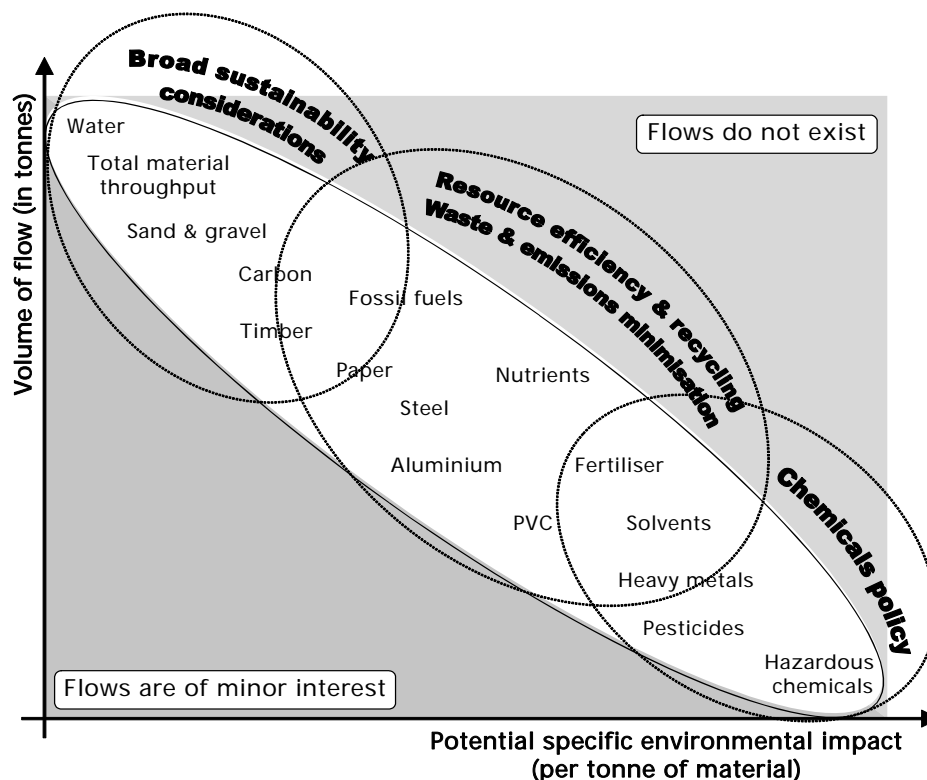 Broad sustainability
considerations
Water
Flows do not exist
Total material
throughput
Resource efficiency & recycling
Waste & emissions minimisation
Sand & gravel
Carbon
Fossil fuels
Timber
Paper
Nutrients
Steel
Aluminium
Fertiliser
Chemicals policy
PVC
Solvents
Heavy metals
Pesticides
Hazardous
chemicals
Flows are of minor interest
Volume of flow (in tonnes)
Potential specific environmental impact
(per tonne of material)